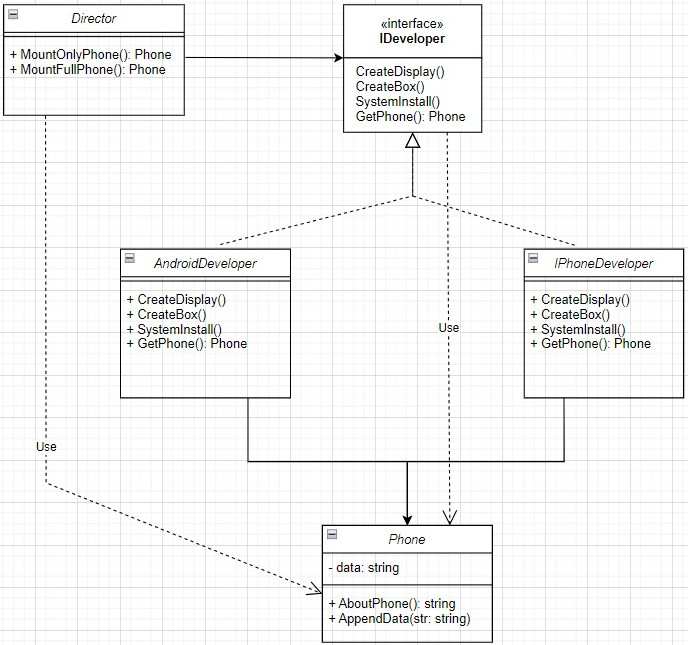 Director
+ MountOnlyPhone(): Phone
+ MountFullPhone(): Phone
«interface»
IDeveloper
CreateDisplay()
CreateBox()
SystemInstall()
GetPhone(): Phone
AndroidDeveloper
+ CreateDisplay()
+ CreateBox()
+ SystemInstall()
+ GetPhone(): Phone
IPhoneDeveloper
+ CreateDisplay()
+ CreateBox()
+ SystemInstall()
+ GetPhone(): Phone
Use
Use
Phone
- data: string
+ AboutPhone(): string
+ AppendData(str: string)